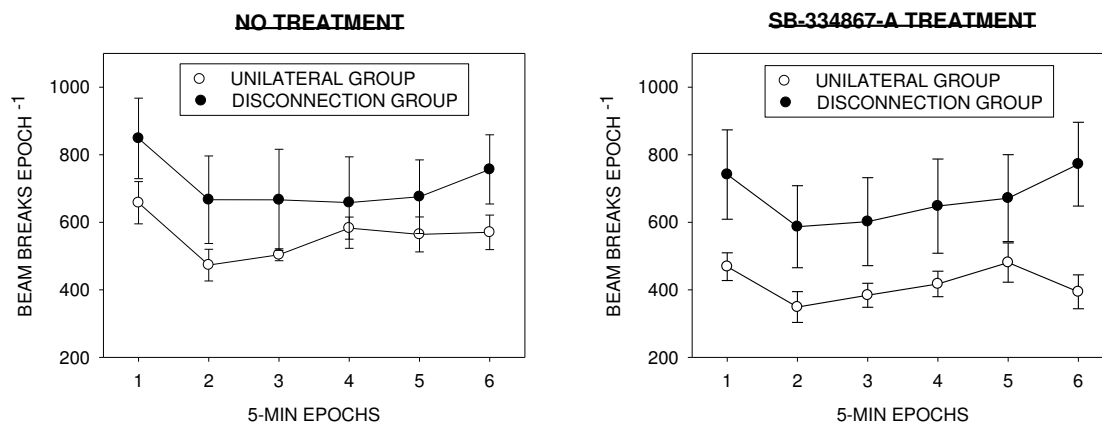 NO TREATMENT
UNILATERAL GROUP
DISCONNECTION GROUP
BEAM BREAKS EPOCH -1
1000
800
600
400
200
1 2 3 4 5 6
5-MIN EPOCHS
SB-334867-A TREATMENT
UNILATERAL GROUP
DISCONNECTION GROUP
BEAM BREAKS EPOCH -1
1000
800
600
400
200
1 2 3 4 5 6
5-MIN EPOCHS